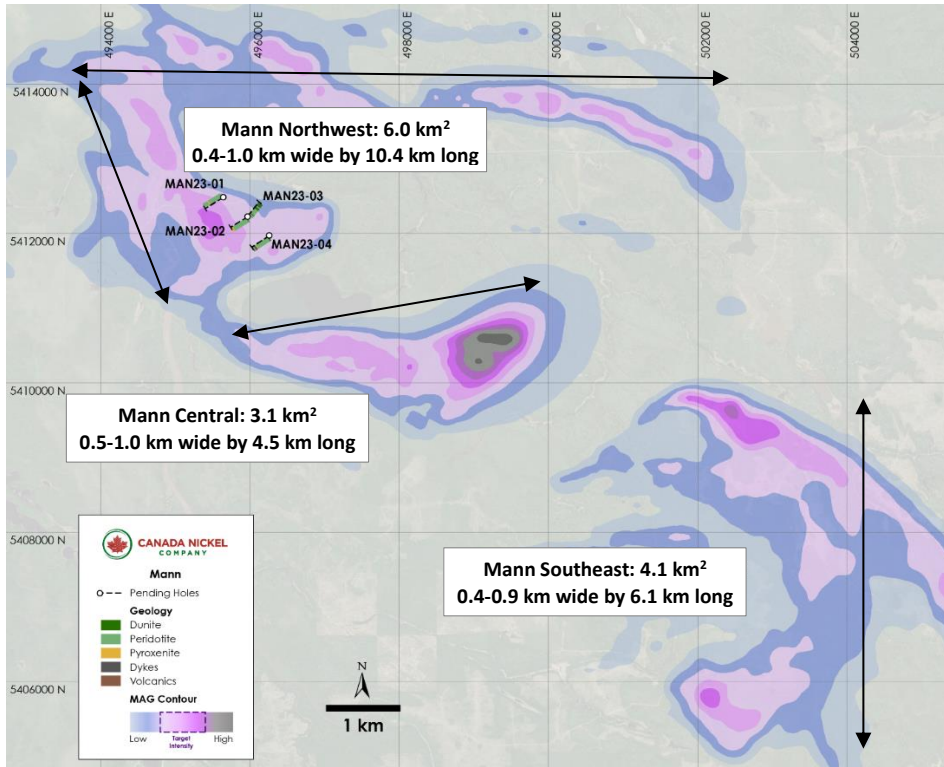 494000 E
496000 E
498000 E
500000 E
502000 E
504000 E
5414000 N
Mann Northwest: 6.0 km²
0.4-1.0 km wide by 10.4 km long
MAN23-01
MAN23-03
MAN23-02
MAN23-04
5412000 N
5410000 N
Mann Central: 3.1 km²
0.5-1.0 km wide by 4.5 km long
5408000 N
CANADA NICKEL
COMPANY
Mann
Pending Holes
Geology
Dunite
Peridotite
Pyroxenite
Dykes
Volcanics
MAG Contour
Low
Target
Intensity
High
Mann Southeast: 4.1 km²
0.4-0.9 km wide by 6.1 km long
5406000 N
N
1 km